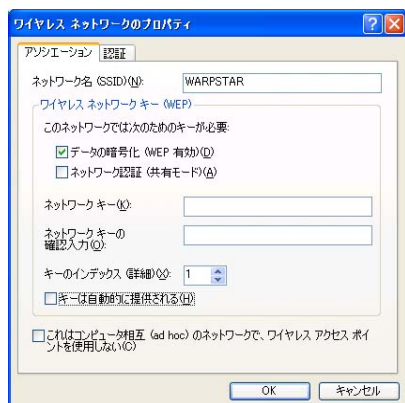 ワイヤレス ネットワークのプロパティ
アソシエーション 認証
ネットワーク名 (SSID)(N): WARPSTAR
ワイヤレス ネットワーク キー (WEP)
このネットワークでは次のためのキーが必要:
データの暗号化 (WEP 有効)(D)
ネットワーク認証 (共有モード)(A)
ネットワーク キー(K):
ネットワーク キーの
確認入力(O):
キーのインデックス (詳細)(X): 1
キーは自動的に提供される(H)
これはコンピュータ相互 (ad hoc) のネットワークで、ワイヤレス アクセス ポイ
ントを使用しない(C)
OK キャンセル